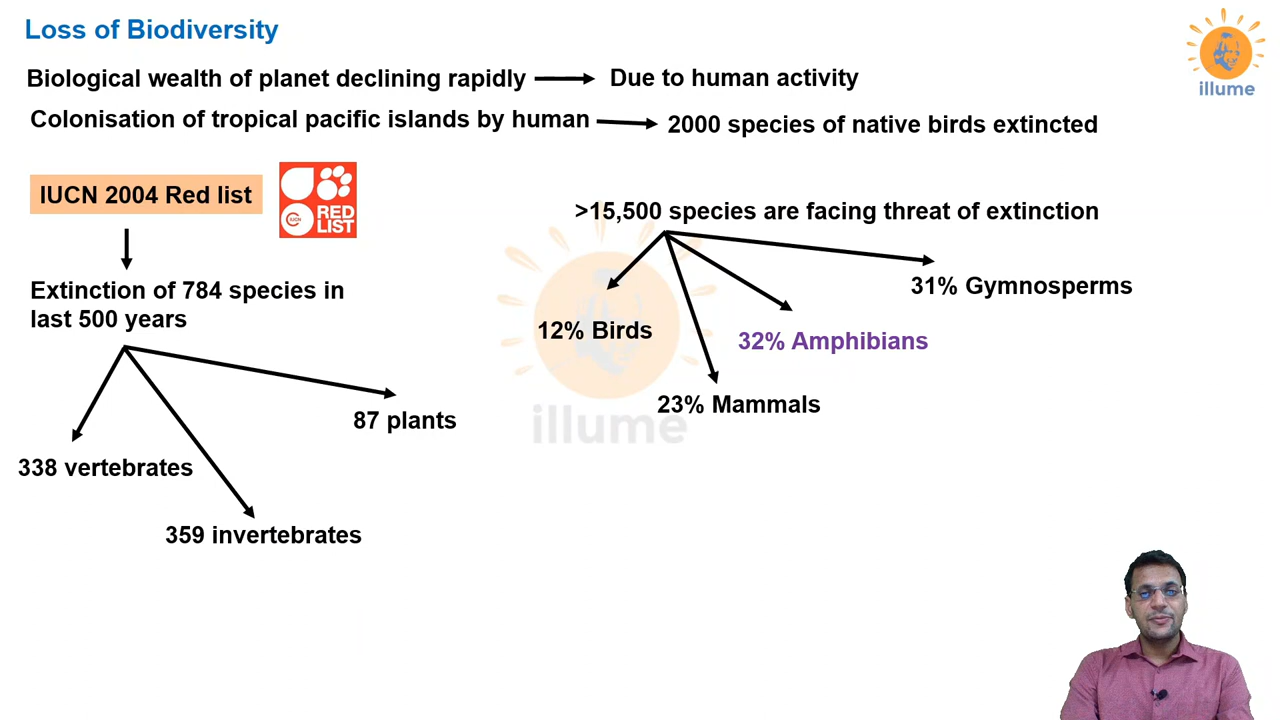 Loss of Biodiversity
illume
Biological wealth of planet declining rapidly
Due to human activity
Colonisation of tropical pacific islands by human
2000 species of native birds extincted
IUCN 2004 Red list
IUCN
RED
LIST
>15,500 species are facing threat of extinction
Extinction of 784 species in
last 500 years
31% Gymnosperms
12% Birds
32% Amphibians
23% Mammals
87 plants
illume
338 vertebrates
359 invertebrates